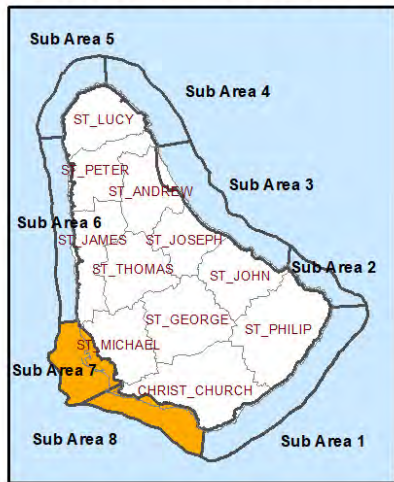 Sub Area 5
Sub Area 4
ST_LUCY
ST_PETER
Sub Area 3
ST_ANDREW
Sub Area 6
ST_JAMES
ST_JOSEPH
ST_THOMAS
ST_JOHN
Sub Area 2
ST_GEORGE
ST_PHILIP
ST_MICHAEL
Sub Area 7
CHRIST_CHURCH
Sub Area 8
Sub Area 1